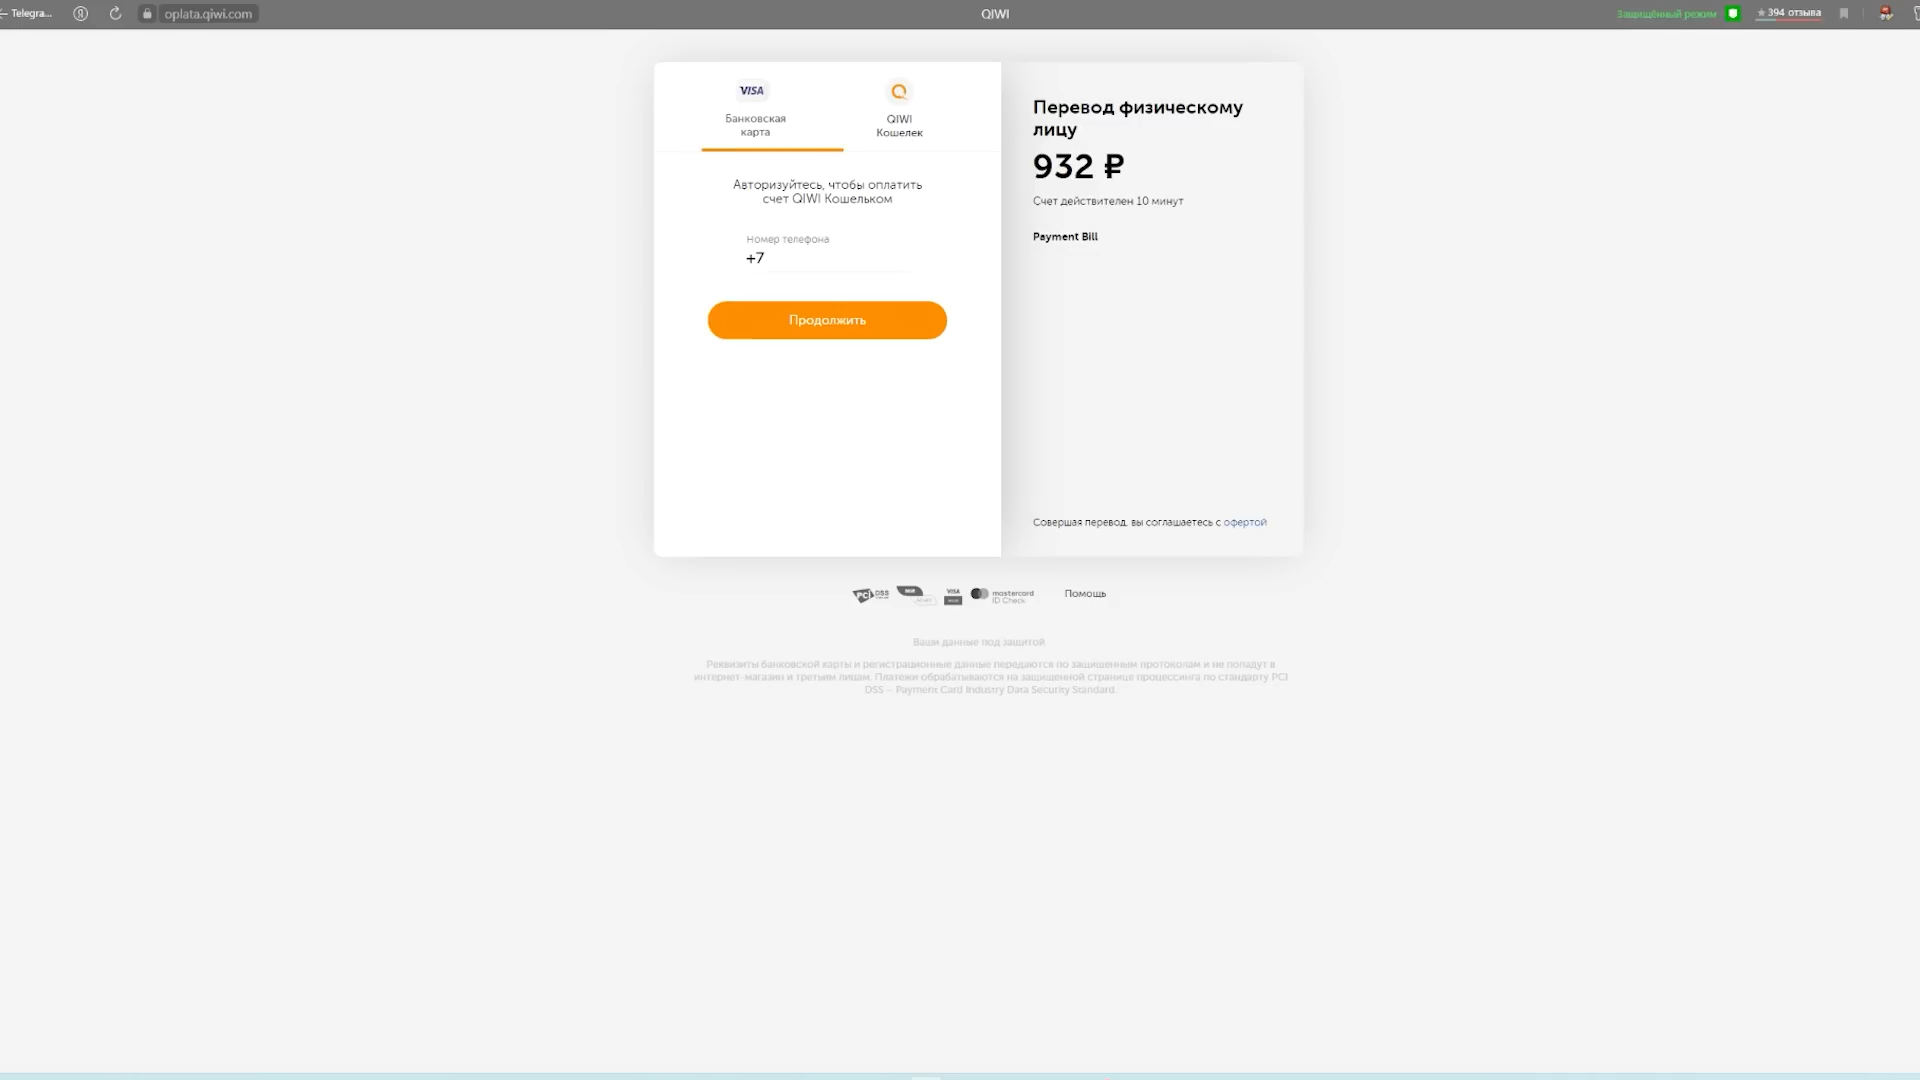 Telegra...
Я
oplata.qiwi.com
QIWI
Защищённый режим
394 отзыва
VISA
Банковская
карта
QIWI
Кошелек
Авторизуйтесь, чтобы оплатить
счет QIWI Кошельком
Номер телефона
+7
Продолжить
Перевод физическому
лицу
932 ₽
Счет действителен 10 минут
Payment Bill
Совершая перевод, вы соглашаетесь с офертой
PCI DSS
VISA
mastercard
ID Check
Помощь
Ваши данные под защитой
Реквизиты банковской карты и регистрационные данные передаются по защищенным протоколам и не попадут в
интернет-магазин и третьим лицам. Платежи обрабатываются на защищенной странице процессинга по стандарту PCI
DSS – Payment Card Industry Data Security Standard.